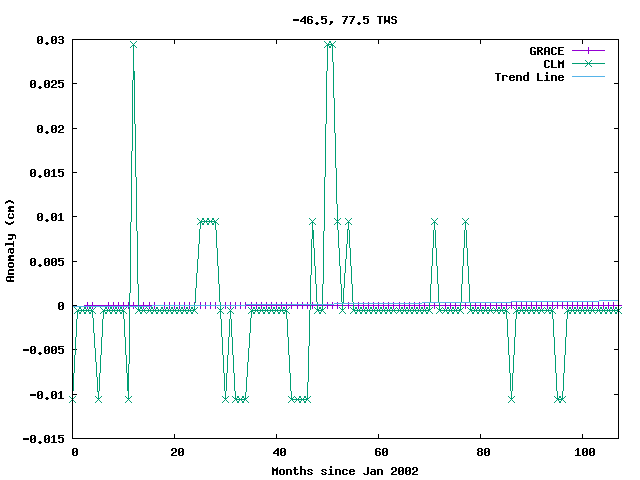 -46.5, 77.5 TWS
GRACE
CLM
Trend Line
0.03
0.025
0.02
0.015
0.01
0.005
0
-0.005
-0.01
-0.015
Anomaly (cm)
0 20 40 60 80 100
Months since Jan 2002